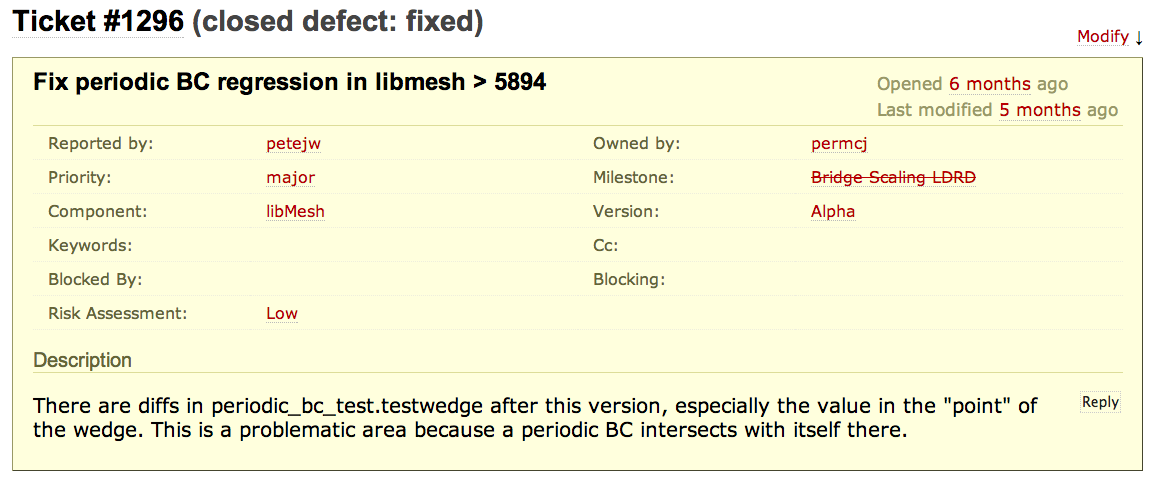 Ticket #1296 (closed defect: fixed)
Modify ↓
Fix periodic BC regression in libmesh > 5894
Opened 6 months ago
Last modified 5 months ago
Reported by: petejw Owned by: permcj
Priority: major Milestone: Bridge Scaling LDRD
Component: libMesh Version: Alpha
Keywords: Cc:
Blocked By: Blocking:
Risk Assessment: Low
Description
There are diffs in periodic_bc_test.testwedge after this version, especially the value in the "point" of
Reply
the wedge. This is a problematic area because a periodic BC intersects with itself there.